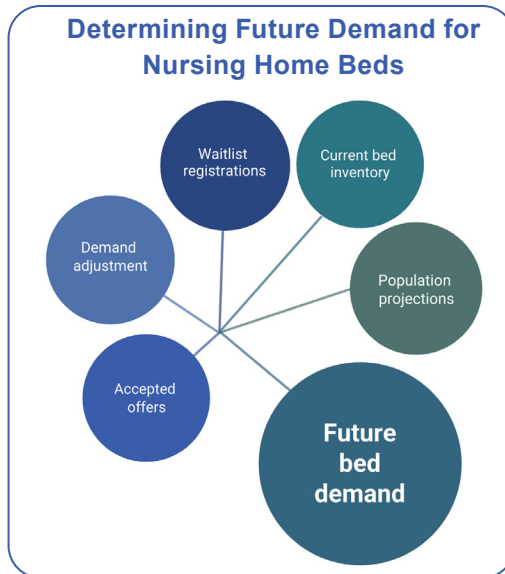 Determining Future Demand for
Nursing Home Beds
Waitlist
registrations
Current bed
inventory
Demand
adjustment
Population
projections
Accepted
offers
Future
bed
demand